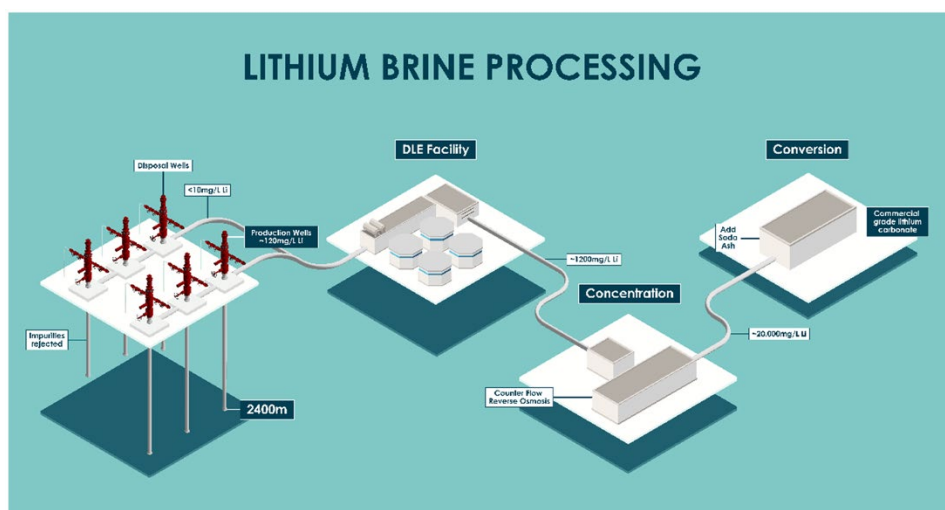 LITHIUM BRINE PROCESSING
Disposal Wells
<10mg/L Li
Production Wells
~120mg/L Li
Impurities
rejected
2400m
DLE Facility
~1200mg/L Li
Concentration
Counter Flow
Reverse Osmosis
~20,000mg/L Li
Conversion
Add
Soda
Ash
Commercial
grade lithium
carbonate